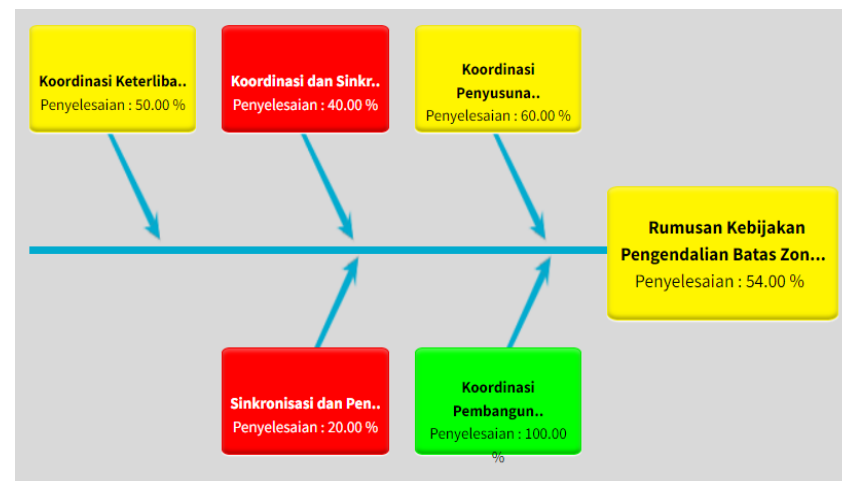 Koordinasi Keterliba..
Penyelesaian : 50.00 %
Koordinasi dan Sinkr..
Penyelesaian : 40.00 %
Koordinasi
Penyusuna..
Penyelesaian : 60.00 %
Rumusan Kebijakan
Pengendalian Batas Zon...
Penyelesaian : 54.00 %
Sinkronisasi dan Pen..
Penyelesaian : 20.00 %
Koordinasi
Pembangun..
Penyelesaian : 100.00
%